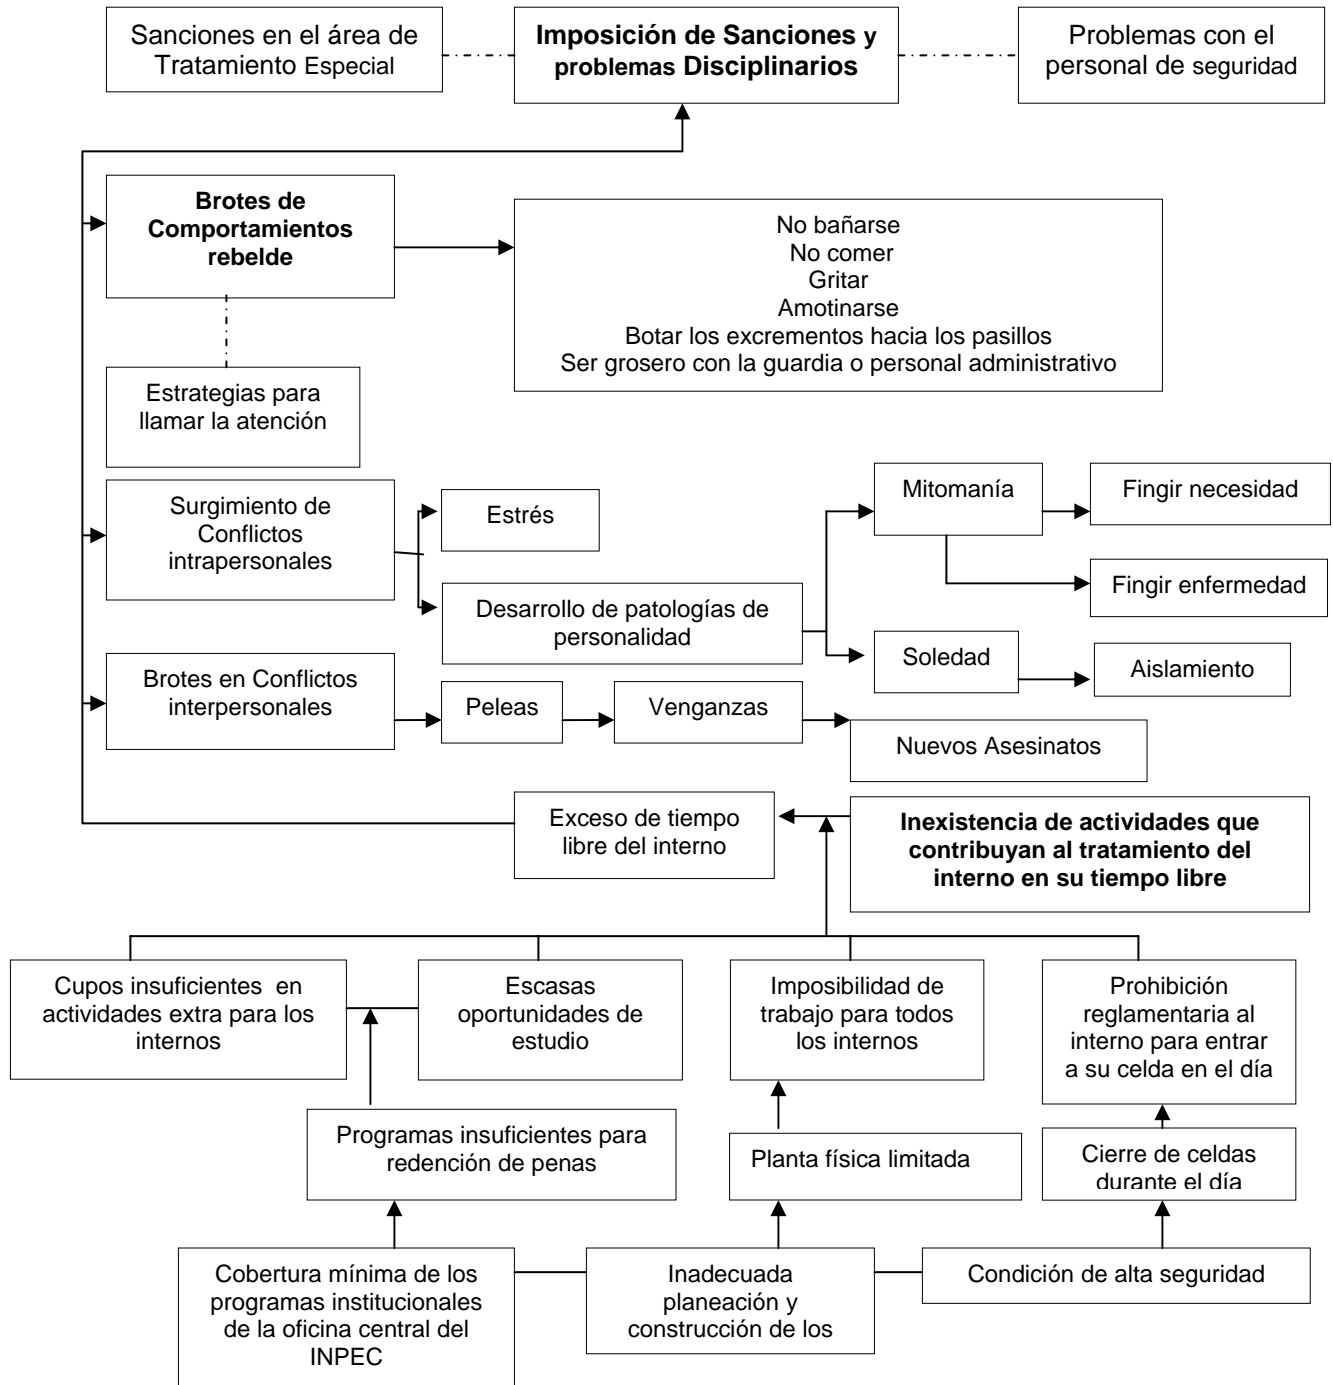 Sanciones en el área de
Tratamiento Especial
Imposición de Sanciones y
problemas Disciplinarios
Problemas con el
personal de seguridad
Brotes de
Comportamientos
rebelde
No bañarse
No comer
Gritar
Amotinarse
Botar los excrementos hacia los pasillos
Ser grosero con la guardia o personal administrativo
Estrategias para
llamar la atención
Surgimiento de
Conflictos
intrapersonales
Estrés
Mitomanía
Fingir necesidad
Fingir enfermedad
Desarrollo de patologías de
personalidad
Soledad
Aislamiento
Brotes en Conflictos
interpersonales
Peleas
Venganzas
Nuevos Asesinatos
Exceso de tiempo
libre del interno
Inexistencia de actividades que
contribuyan al tratamiento del
interno en su tiempo libre
Cupos insuficientes en
actividades extra para los
internos
Escasas
oportunidades de
estudio
Imposibilidad de
trabajo para todos
los internos
Prohibición
reglamentaria al
interno para entrar
a su celda en el día
Programas insuficientes para
redención de penas
Planta física limitada
Cierre de celdas
durante el día
Cobertura mínima de los
programas institucionales
de la oficina central del
INPEC
Inadecuada
planeación y
construcción de los
Condición de alta seguridad